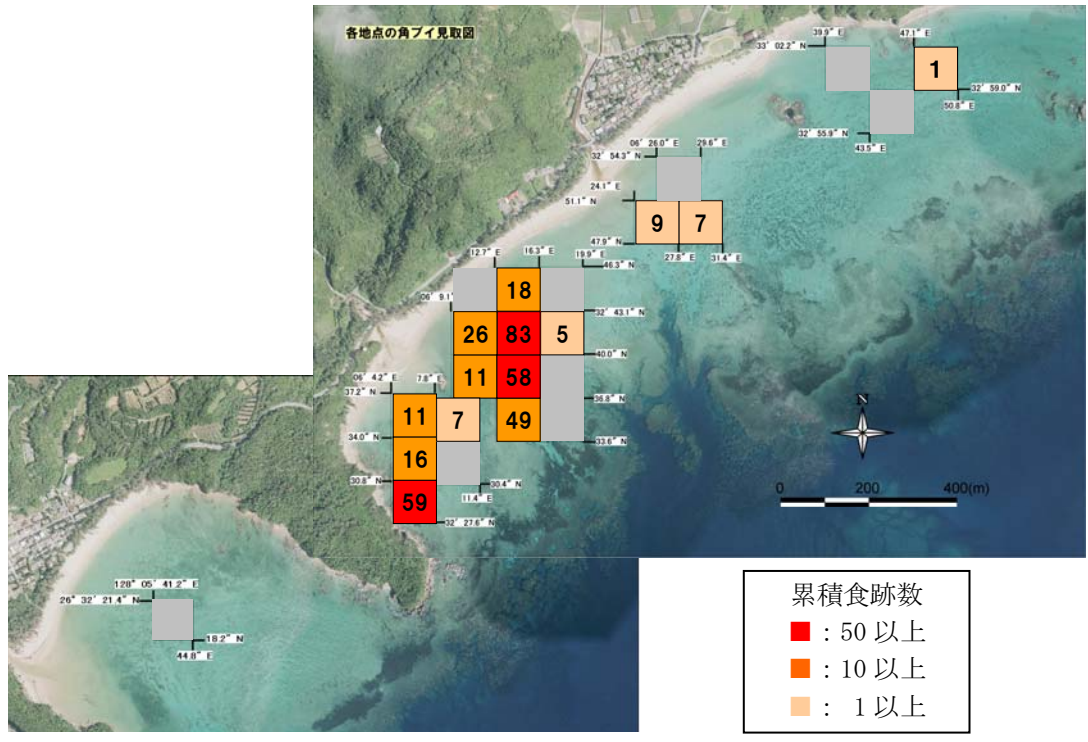 各地点の角ブイ見取図
39.9″ E 47.1″ E
33′ 02.2″ N
1
32′ 59.0″ N
50.8″ E
32′ 55.9″ N
43.5″ E
06′ 26.0″ E 29.6″ E
32′ 54.3″ N
24.1″ E
51.1″ N
9 7
47.9″ N
27.8″ E 31.4″ E
12.7″ E 16.3″ E 19.9″ E
46.3″ N
18
06′ 9.1″
32′ 43.1″ N
26 83 5
40.0″ N
11 58
06′ 4.2″ E 7.8″ E
37.2″ N
36.8″ N
11 7 49
34.0″ N
33.6″ N
16
30.8″ N
30.4″ N
11.4″ E
59
32′ 27.6″ N
N
0 200 400(m)
128° 05′ 41.2″ E
26° 32′ 21.4″ N
18.2″ N
44.8″ E
累積食跡数
：50 以上
：10 以上
： 1 以上